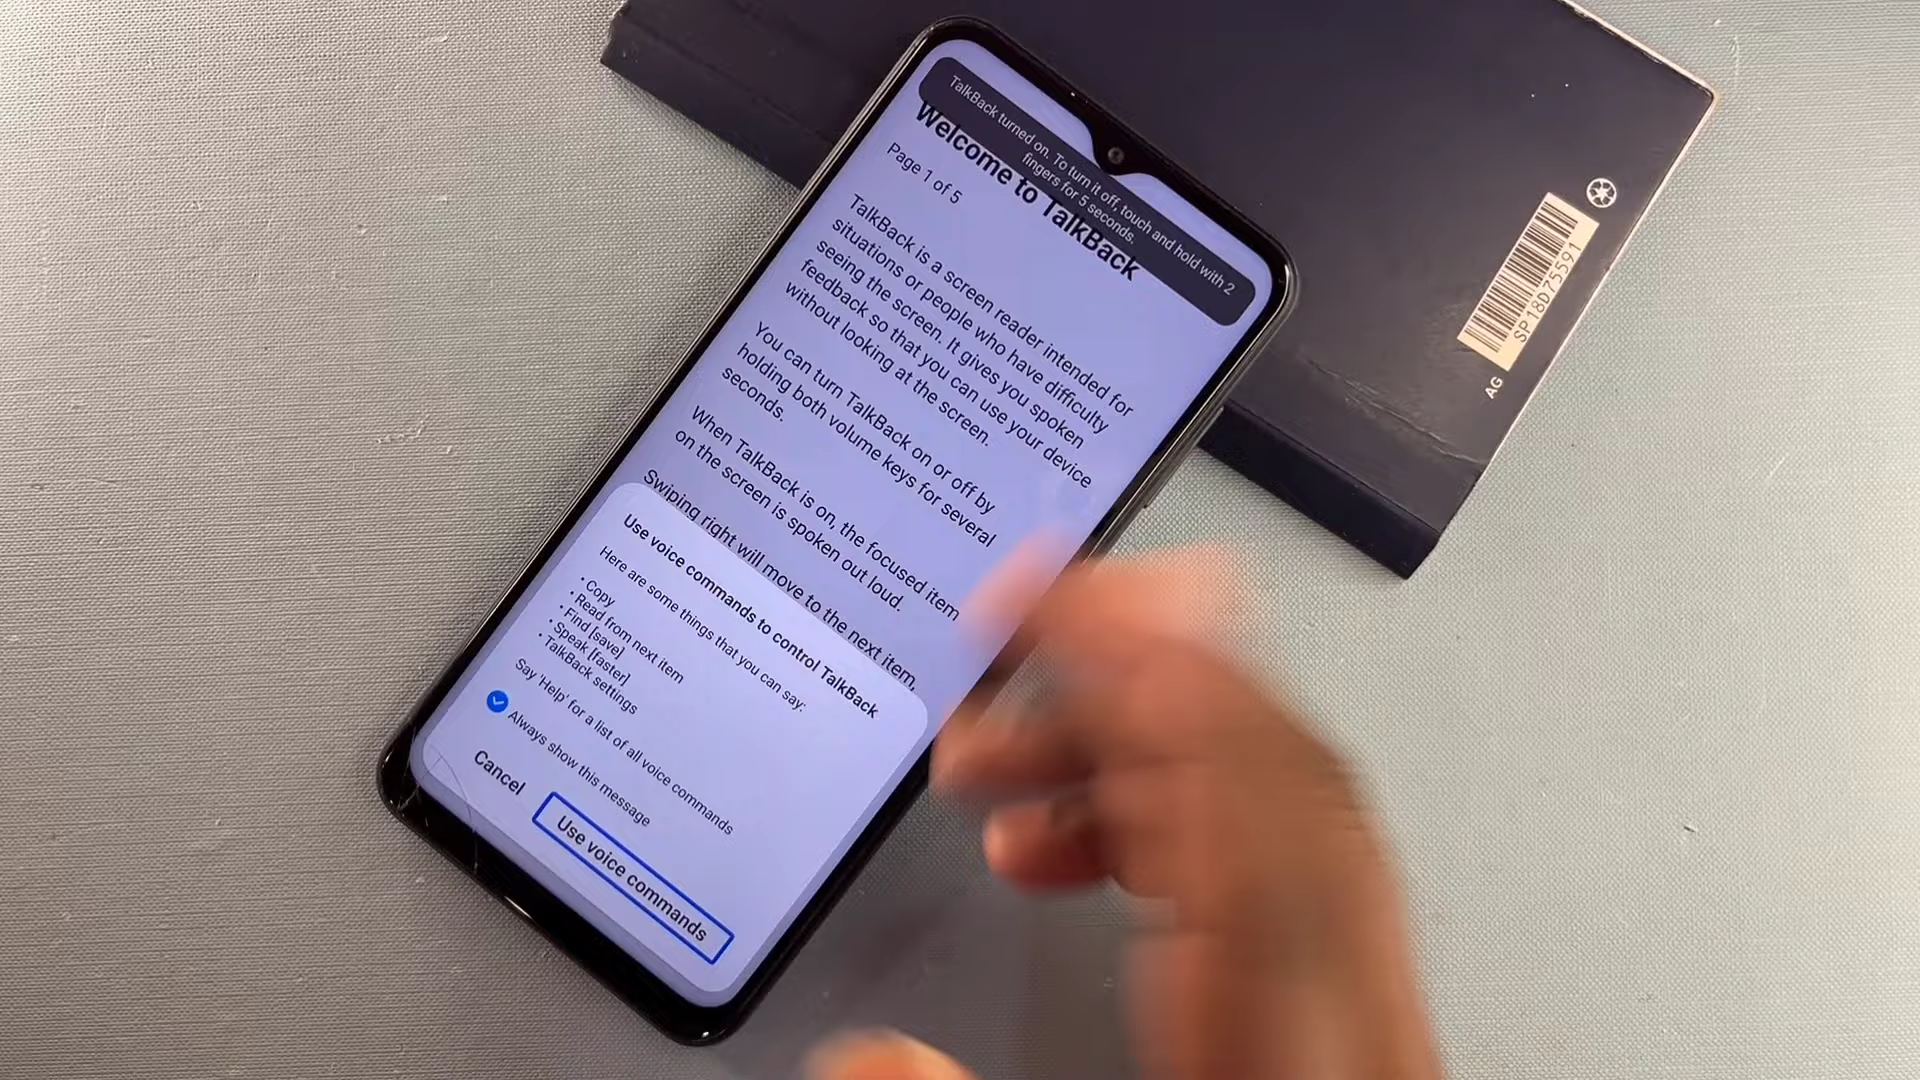 TalkBack turned on. To turn it off, touch and hold with 2
fingers for 5 seconds.
Welcome to TalkBack
Page 1 of 5
TalkBack is a screen reader intended for
situations or people who have difficulty
seeing the screen. It gives you spoken
feedback so that you can use your device
without looking at the screen.
You can turn TalkBack on or off by
holding both volume keys for several
seconds.
When TalkBack is on, the focused item
on the screen is spoken out loud.
Swiping right will move to the next item,
Use voice commands to control TalkBack
Here are some things that you can say:
• Copy
• Read from next item
• Find [save]
• Speak [faster]
• TalkBack settings
Say 'Help' for a list of all voice commands
Always show this message
Cancel
Use voice commands
SP18D75591
AG